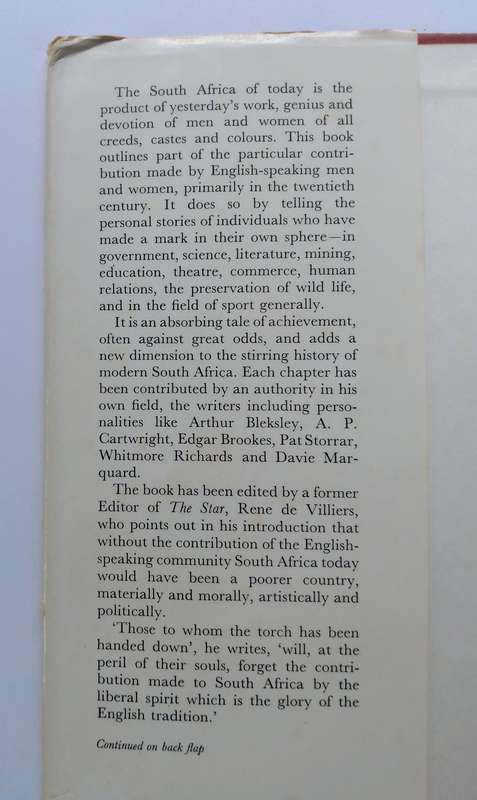 The South Africa of today is the
product of yesterday's work, genius and
devotion of men and women of all
creeds, castes and colours. This book
outlines part of the particular contri-
bution made by English-speaking men
and women, primarily in the twentieth
century. It does so by telling the
personal stories of individuals who have
made a mark in their own sphere—in
government, science, literature, mining,
education, theatre, commerce, human
relations, the preservation of wild life,
and in the field of sport generally.
It is an absorbing tale of achievement,
often against great odds, and adds a
new dimension to the stirring history of
modern South Africa. Each chapter has
been contributed by an authority in his
own field, the writers including perso-
nalities like Arthur Bleksley, A. P.
Cartwright, Edgar Brookes, Pat Storrar,
Whitmore Richards and Davie Mar-
quard.
The book has been edited by a former
Editor of The Star, Rene de Villiers,
who points out in his introduction that
without the contribution of the English-
speaking community South Africa today
would have been a poorer country,
materially and morally, artistically and
politically.
'Those to whom the torch has been
handed down', he writes, 'will, at the
peril of their souls, forget the contri-
bution made to South Africa by the
liberal spirit which is the glory of the
English tradition.'
Continued on back flap